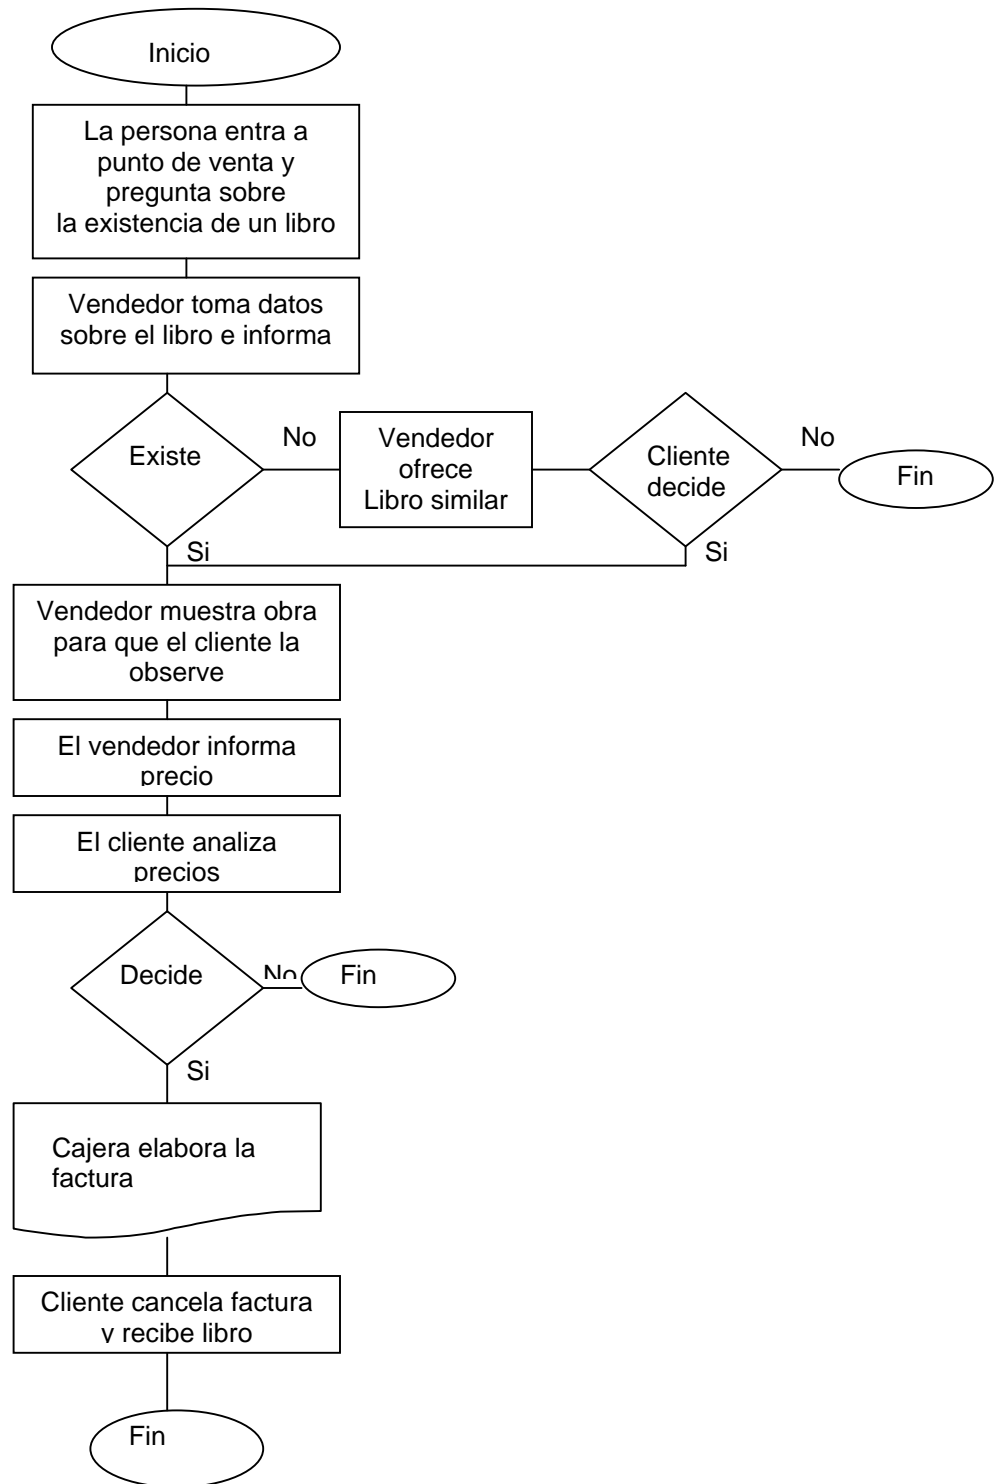 Inicio
La persona entra a
punto de venta y
pregunta sobre
la existencia de un libro
Vendedor toma datos
sobre el libro e informa
Existe
No
Vendedor
ofrece
Libro similar
Cliente
decide
No
Fin
Si
Si
Vendedor muestra obra
para que el cliente la
observe
El vendedor informa
precio
El cliente analiza
precios
Decide
No
Fin
Si
Cajera elabora la
factura
Cliente cancela factura
y recibe libro
Fin